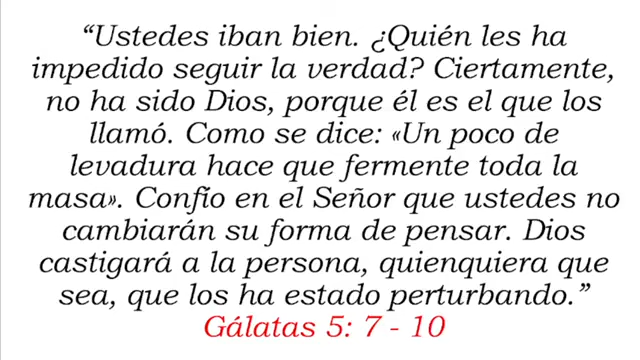 “Ustedes iban bien. ¿Quién les ha
impedido seguir la verdad? Ciertamente,
no ha sido Dios, porque él es el que los
llamó. Como se dice: «Un poco de
levadura hace que fermente toda la
masa». Confío en el Señor que ustedes no
cambiarán su forma de pensar. Dios
castigará a la persona, quienquiera que
sea, que los ha estado perturbando.”
Gálatas 5: 7 - 10